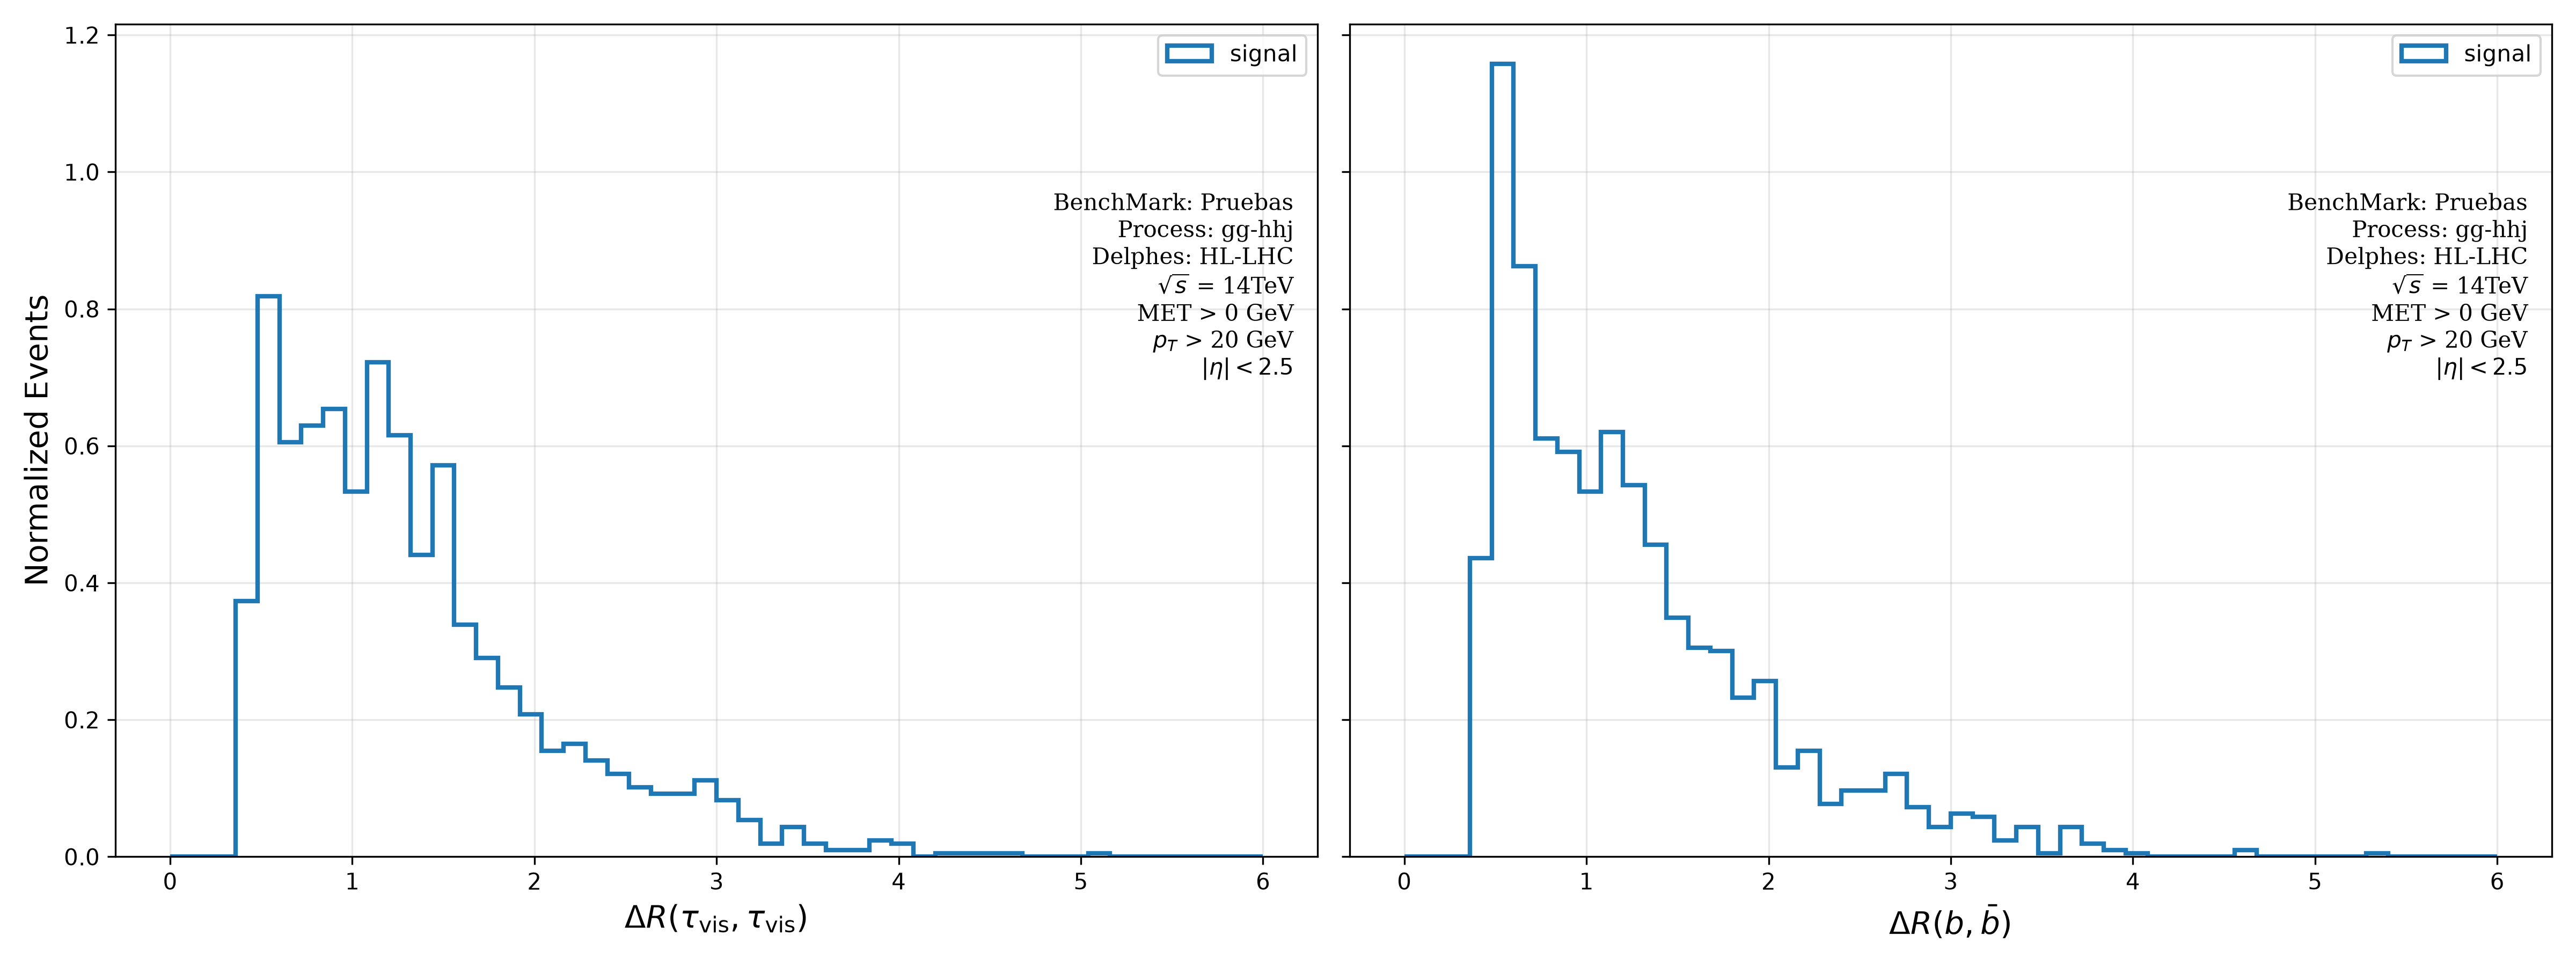 Normalized Events
1.2
1.0
0.8
0.6
0.4
0.2
0.0
signal
BenchMark: Pruebas
Process: gg-hhj
Delphes: HL-LHC
√s = 14TeV
MET > 0 GeV
p_T > 20 GeV
|η| < 2.5
0 1 2 3 4 5 6
ΔR(τ_vis, τ_vis)
signal
BenchMark: Pruebas
Process: gg-hhj
Delphes: HL-LHC
√s = 14TeV
MET > 0 GeV
p_T > 20 GeV
|η| < 2.5
0 1 2 3 4 5 6
ΔR(b, b̄)